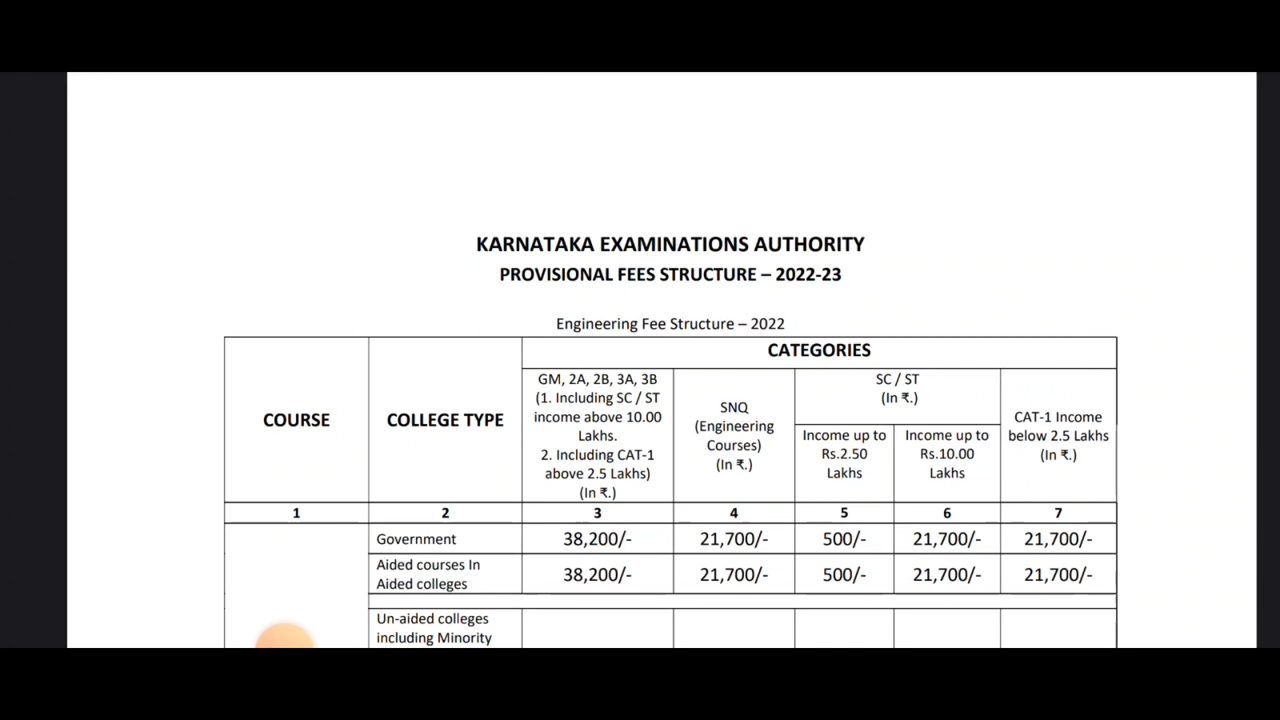 KARNATAKA EXAMINATIONS AUTHORITY
PROVISIONAL FEES STRUCTURE – 2022-23
Engineering Fee Structure – 2022
COURSE
COLLEGE TYPE
CATEGORIES
GM, 2A, 2B, 3A, 3B
(1. Including SC / ST
income above 10.00
Lakhs.
2. Including CAT-1
above 2.5 Lakhs)
(In ₹.)
SNQ
(Engineering
Courses)
(In ₹.)
SC / ST
(In ₹.)
Income up to
Rs.2.50
Lakhs
Income up to
Rs.10.00
Lakhs
CAT-1 Income
below 2.5 Lakhs
(In ₹.)
1 2 3 4 5 6 7
Government 38,200/- 21,700/- 500/- 21,700/- 21,700/-
Aided courses In
Aided colleges 38,200/- 21,700/- 500/- 21,700/- 21,700/-
Un-aided colleges
including Minority